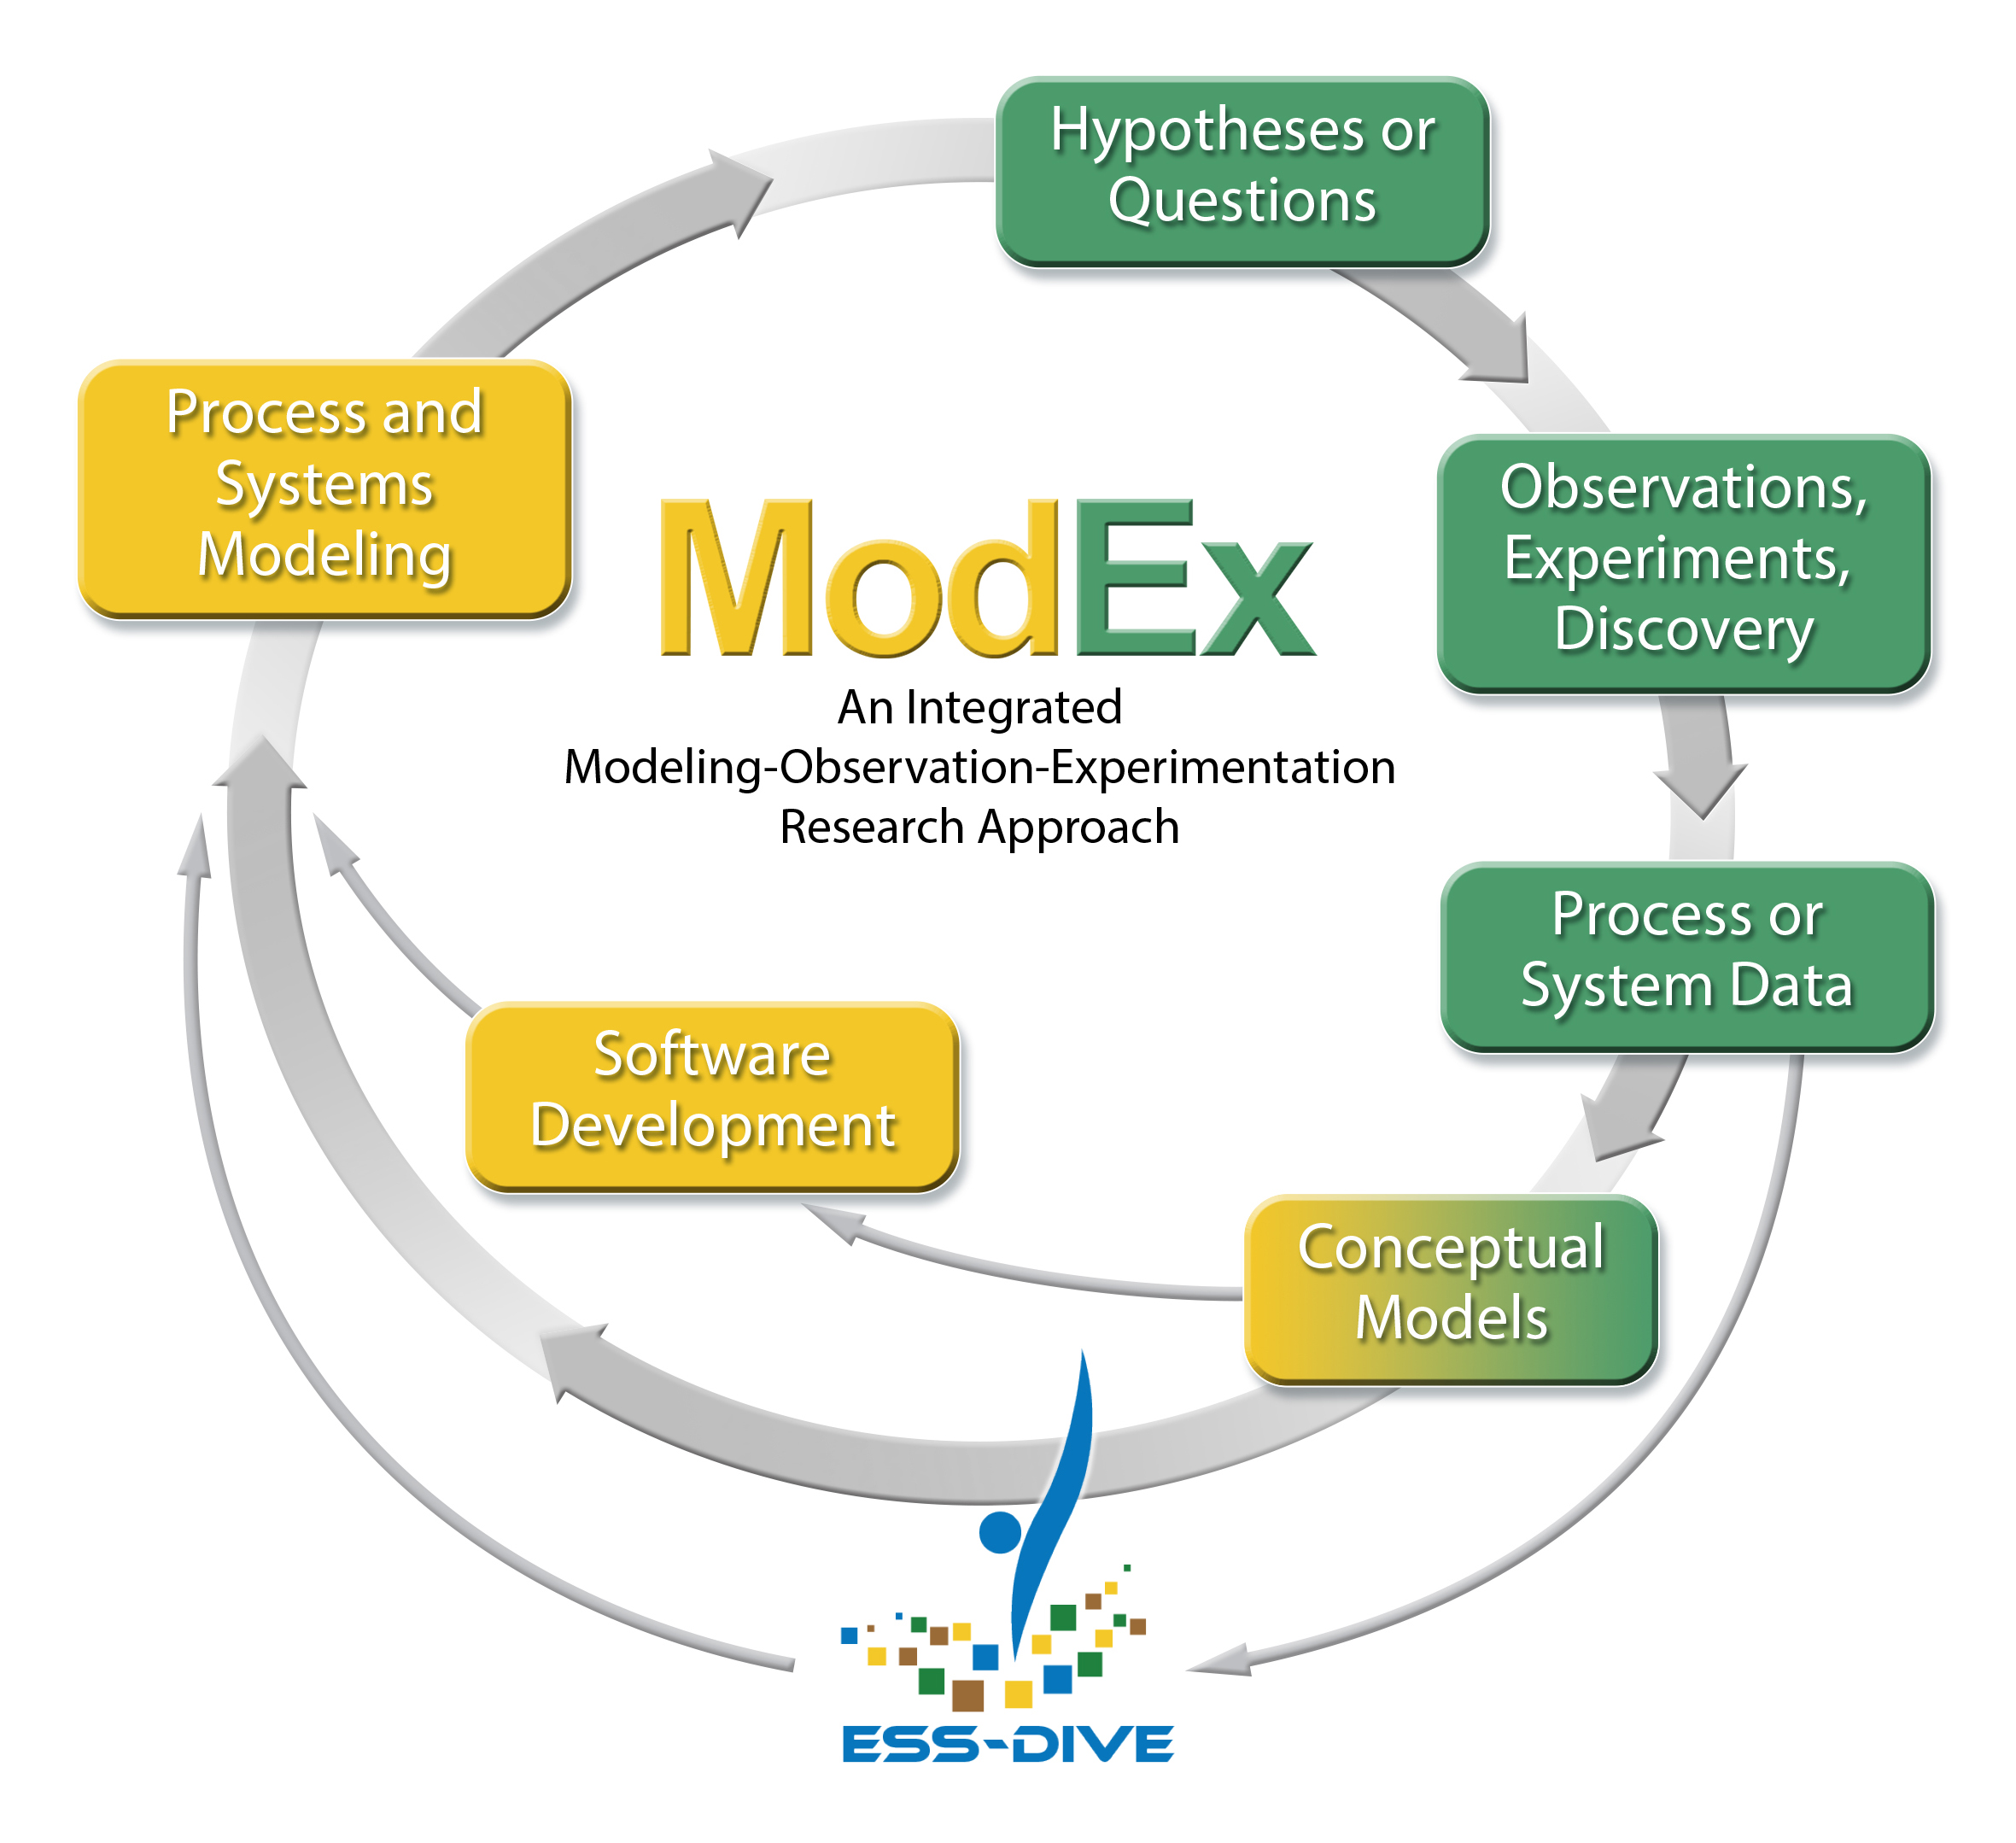 Hypotheses or
Questions
Process and
Systems
Modeling
Observations,
Experiments,
Discovery
ModEx
An Integrated
Modeling-Observation-Experimentation
Research Approach
Process or
System Data
Software
Development
Conceptual
Models
ESS-DIVE